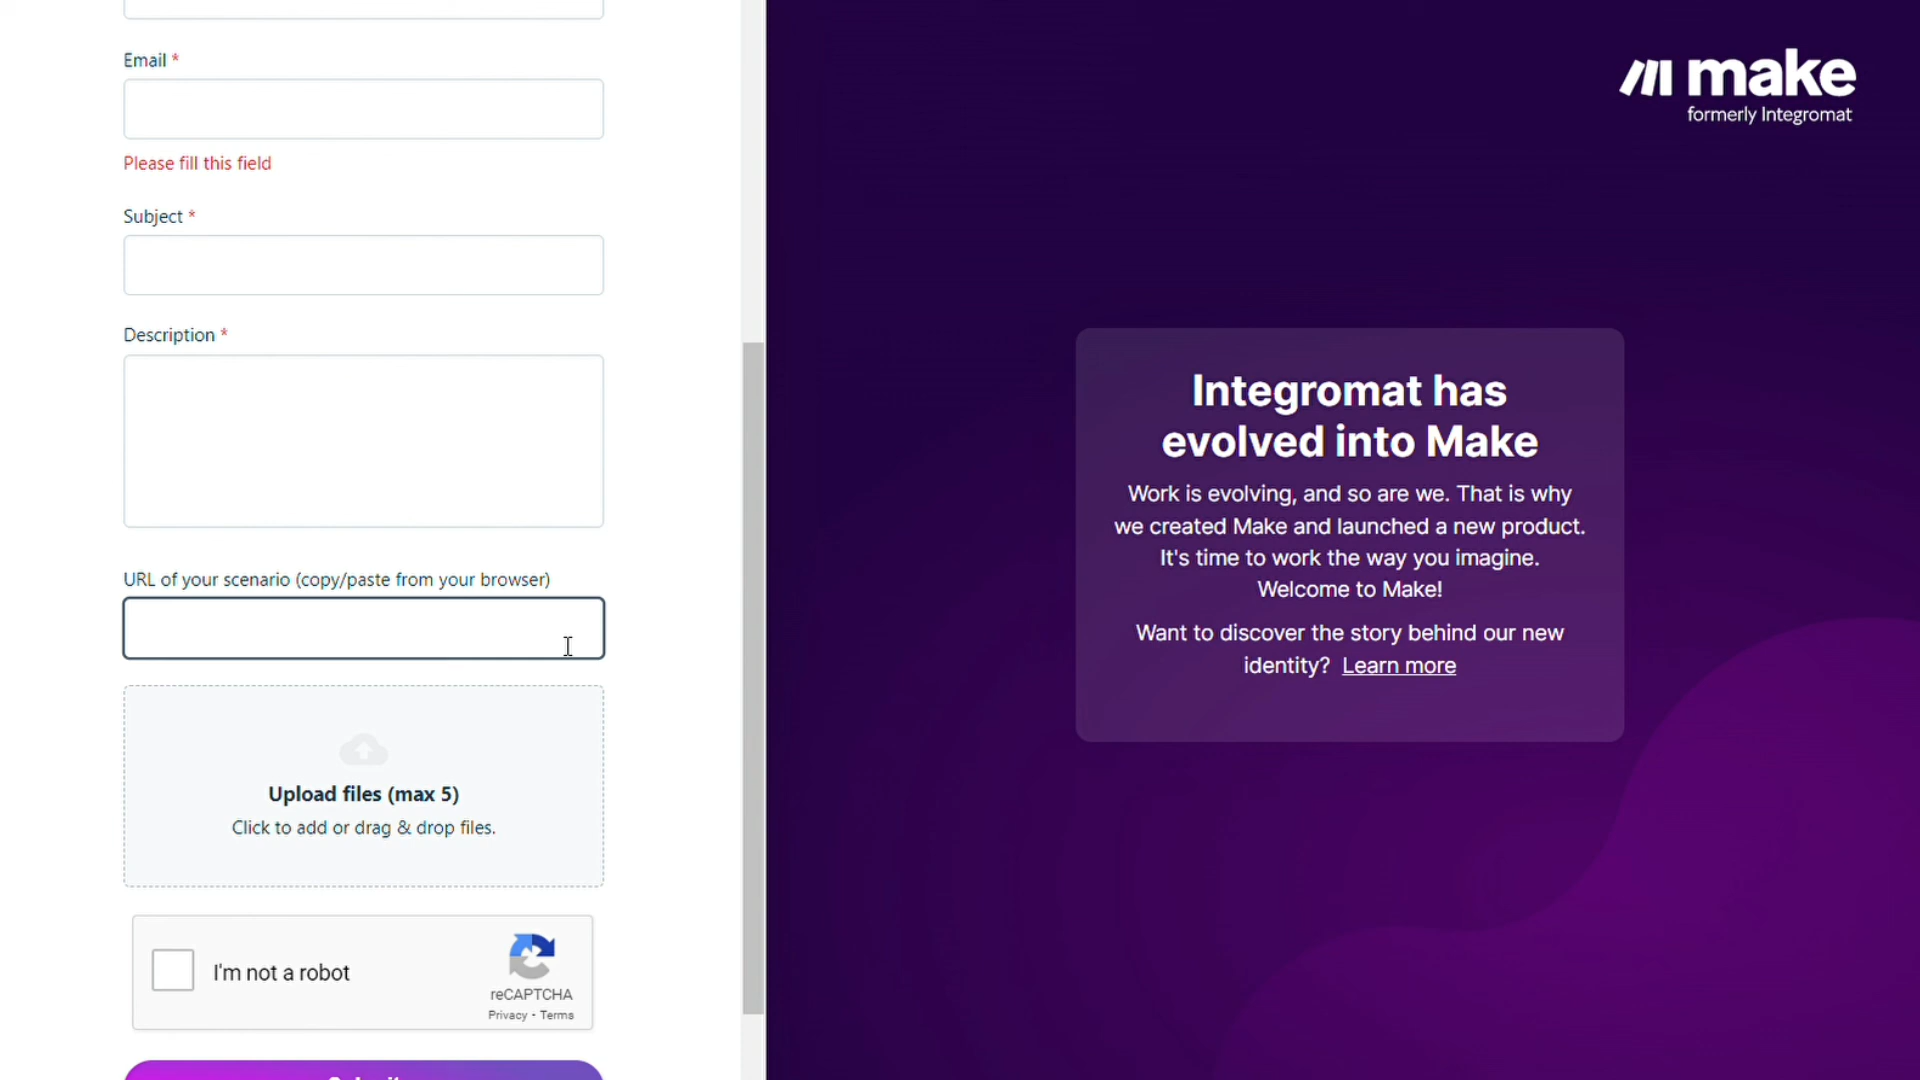 Email *
Please fill this field
Subject *
Description *
URL of your scenario (copy/paste from your browser)
Upload files (max 5)
Click to add or drag & drop files.
I'm not a robot
reCAPTCHA
Privacy - Terms
make
formerly Integromat
Integromat has
evolved into Make
Work is evolving, and so are we. That is why
we created Make and launched a new product.
It's time to work the way you imagine.
Welcome to Make!
Want to discover the story behind our new
identity? Learn more